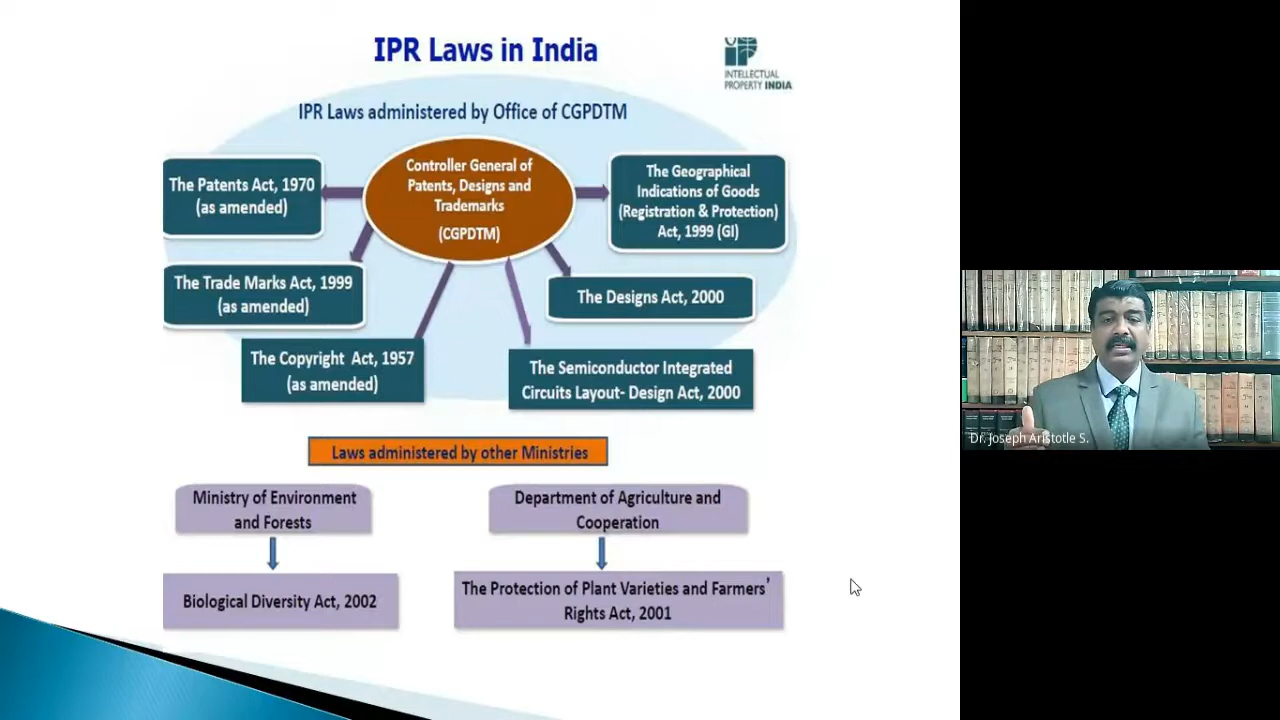 IPR Laws in India
INTELLECTUAL
PROPERTY INDIA
IPR Laws administered by Office of CGPDTM
Controller General of
Patents, Designs and
Trademarks
(CGPDTM)
The Patents Act, 1970
(as amended)
The Geographical
Indications of Goods
(Registration & Protection)
Act, 1999 (GI)
The Trade Marks Act, 1999
(as amended)
The Designs Act, 2000
The Copyright Act, 1957
(as amended)
The Semiconductor Integrated
Circuits Layout- Design Act, 2000
Laws administered by other Ministries
Ministry of Environment
and Forests
Department of Agriculture and
Cooperation
Biological Diversity Act, 2002
The Protection of Plant Varieties and Farmers'
Rights Act, 2001
Dr. Joseph Aristotle S.